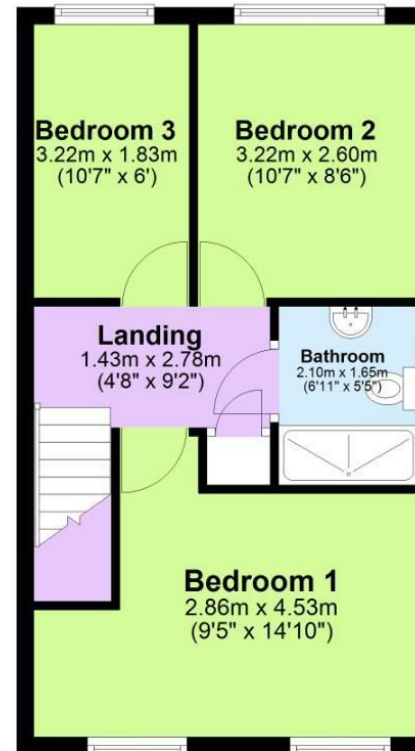 Bedroom 3
3.22m x 1.83m
(10'7" x 6')
Bedroom 2
3.22m x 2.60m
(10'7" x 8'6")
Landing
1.43m x 2.78m
(4'8" x 9'2")
Bathroom
2.10m x 1.65m
(6'11" x 5'5")
Bedroom 1
2.86m x 4.53m
(9'5" x 14'10")